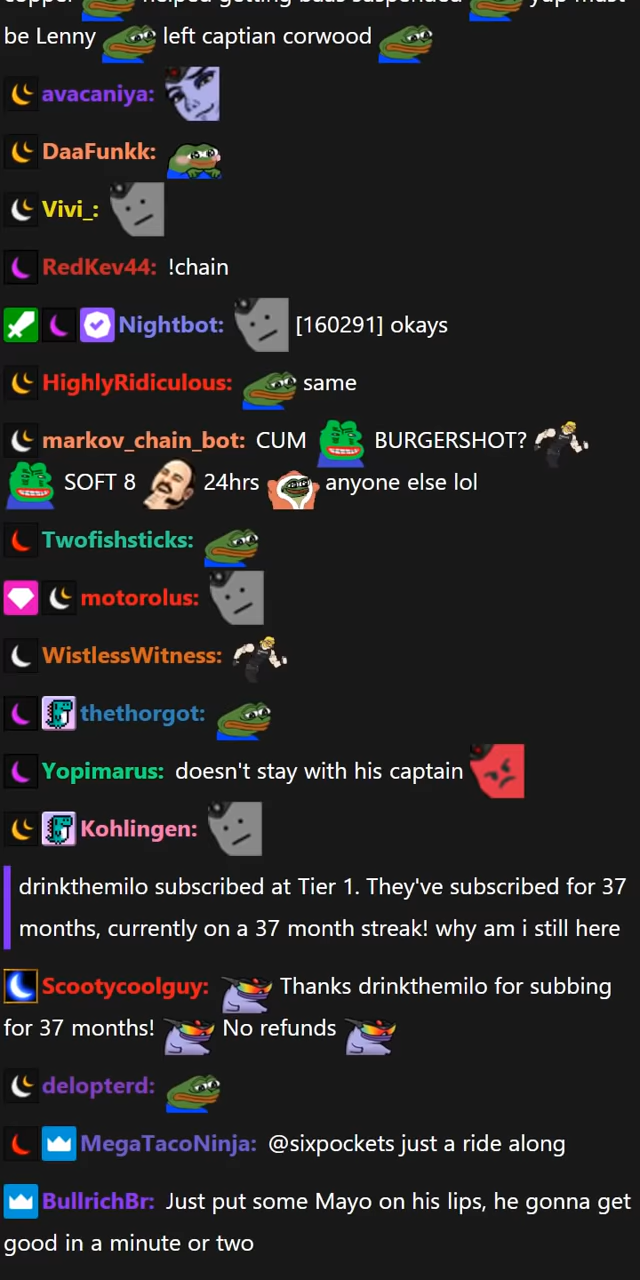 be Lenny left captian corwood
avacaniya:
DaaFunkk:
Vivi_:
RedKev44: !chain
Nightbot: [160291] okays
HighlyRidiculous: same
markov_chain_bot: CUM BURGERSHOT?
SOFT 8 24hrs anyone else lol
Twofishsticks:
motorolus:
WistlessWitness:
thethorgot:
Yopimarus: doesn't stay with his captain
Kohlingen:
drinkthemilo subscribed at Tier 1. They've subscribed for 37
months, currently on a 37 month streak! why am i still here
Scootycoolguy: Thanks drinkthemilo for subbing
for 37 months! No refunds
delopterd:
MegaTacoNinja: @sixpockets just a ride along
BullrichBr: Just put some Mayo on his lips, he gonna get
good in a minute or two